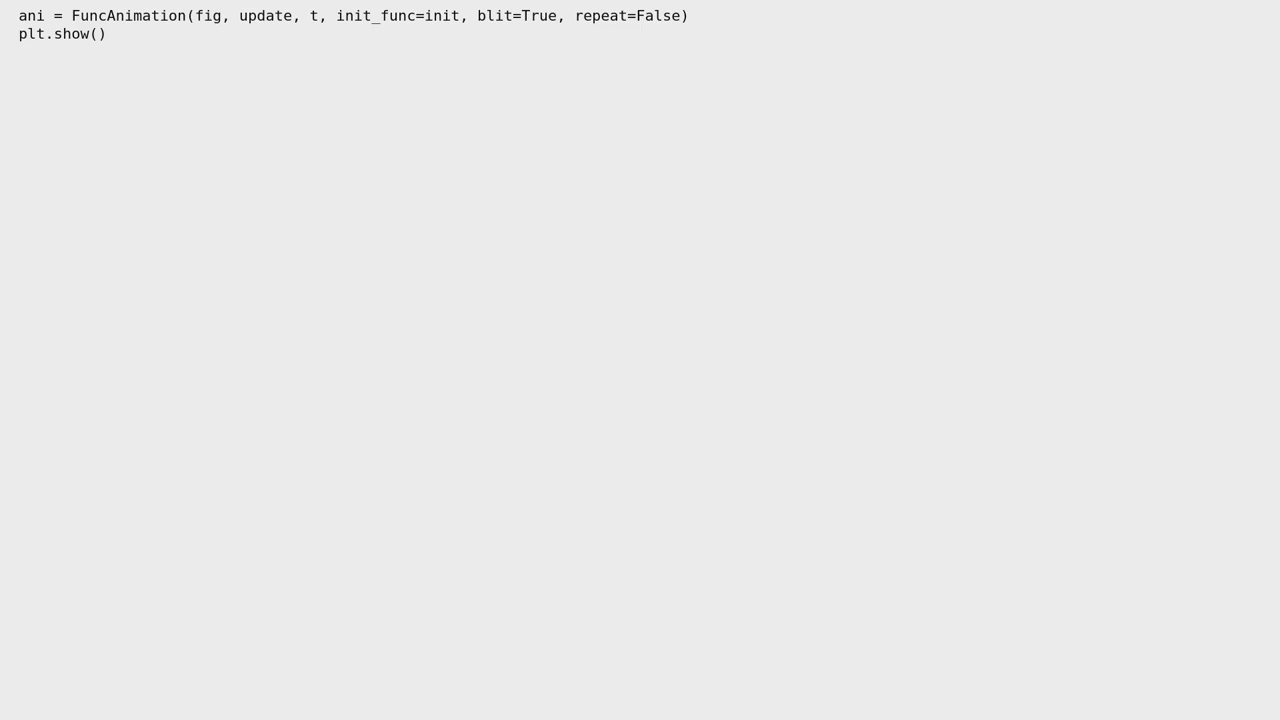 ani = FuncAnimation(fig, update, t, init_func=init, blit=True, repeat=False)
plt.show()